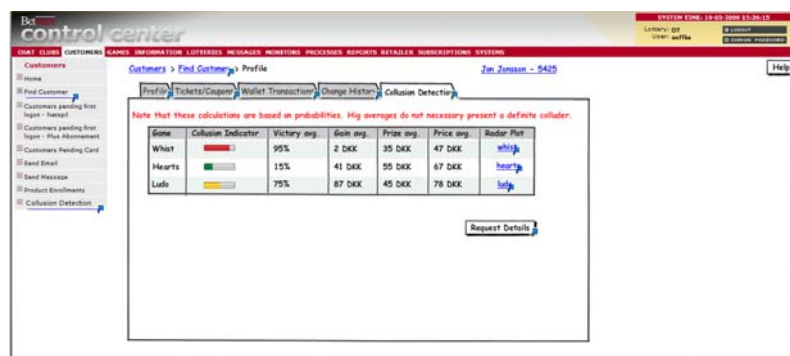 Bet
control center
SYSTEM TIME: 19-05-2009 15:26:15
Lottery: DT
User: soffia
LOGOUT
CHANGE PASSWORD
CHAT CLUBS CUSTOMERS GAMES INFORMATION LOTTERIES MESSAGES MONITORS PROCESSES REPORTS RETAILER SUBSCRIPTIONS SYSTEMS
Customers
Home
Find Customer
Customers pending first
logon - Netspil
Customers pending first
logon - Plus Abonnement
Customers Pending Card
Send Email
Send Message
Product Enrollments
Collusion Detection
Customers > Find Customer > Profile
Jon Jonsson - 5425
Help
Profile
Tickets/Coupons
Wallet Transactions
Change History
Collusion Detection
Note that these calculations are based on probabilities. Hig averages do not necessary present a definite colluder.
Game Collusion Indicator Victory avg. Gain avg. Prize avg. Price avg. Radar Plot
Whist 95% 2 DKK 35 DKK 47 DKK whist
Hearts 15% 41 DKK 55 DKK 67 DKK hearts
Ludo 75% 87 DKK 45 DKK 78 DKK ludo
Request Details